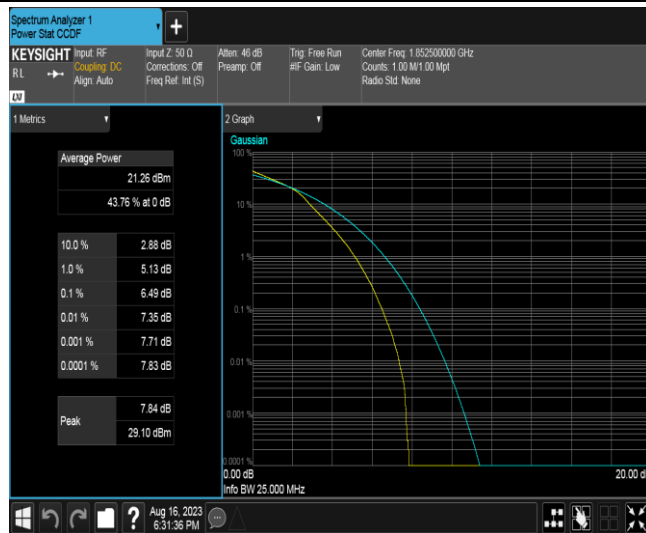 Spectrum Analyzer 1
Power Stat CCDF
+
KEYSIGHT
RL
LXI
Input: RF
Coupling: DC
Align: Auto
Input Z: 50 Ω
Corrections: Off
Freq Ref: Int (S)
Atten: 46 dB
Preamp: Off
Trig: Free Run
#IF Gain: Low
Center Freq: 1.852500000 GHz
Counts: 1.00 M/1.00 Mpt
Radio Std: None
1 Metrics
Average Power
21.26 dBm
43.76 % at 0 dB
10.0 % 2.88 dB
1.0 % 5.13 dB
0.1 % 6.49 dB
0.01 % 7.35 dB
0.001 % 7.71 dB
0.0001 % 7.83 dB
Peak
7.84 dB
29.10 dBm
2 Graph
Gaussian
100 %
10 %
1 %
0.1 %
0.01 %
0.001 %
0.0001 %
0.00 dB
20.00 d
Info BW 25.000 MHz
?
Aug 16, 2023
6:31:36 PM